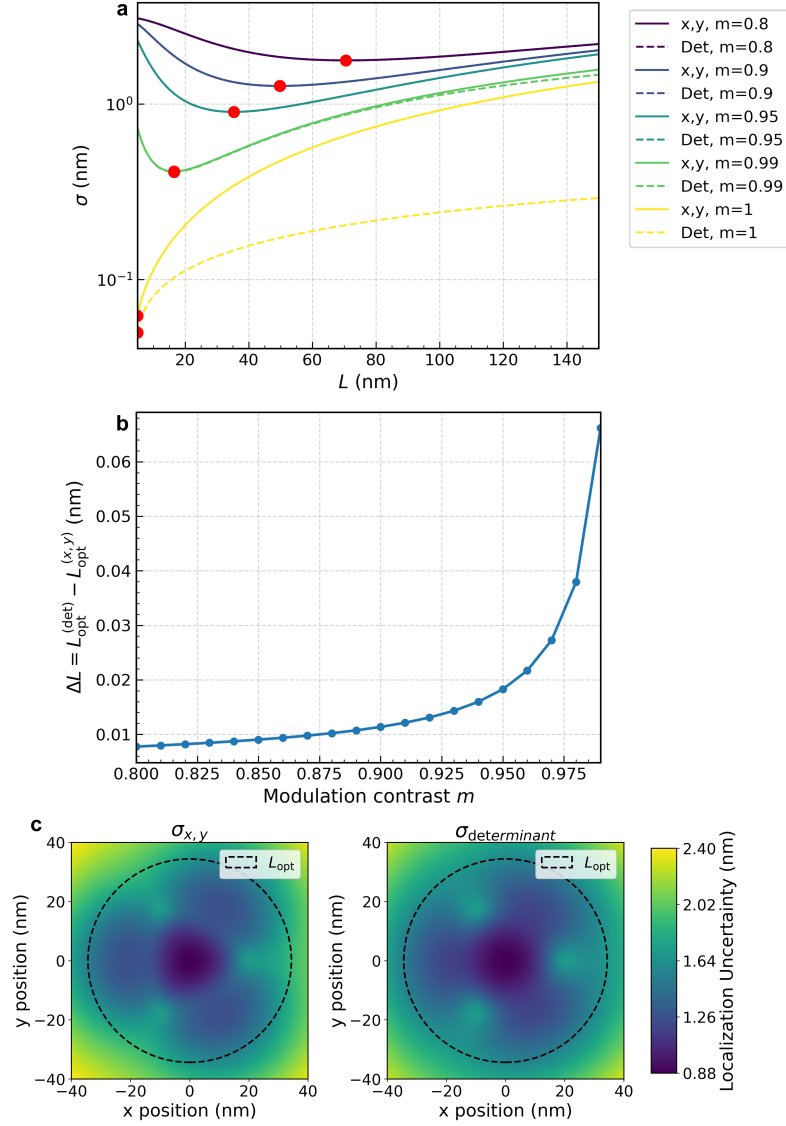 a
σ (nm)
10⁰
10⁻¹
20 40 60 80 100 120 140
L (nm)
x,y, m=0.8
Det, m=0.8
x,y, m=0.9
Det, m=0.9
x,y, m=0.95
Det, m=0.95
x,y, m=0.99
Det, m=0.99
x,y, m=1
Det, m=1
b
ΔL = L_opt^(det) − L_opt^(x,y) (nm)
0.06
0.05
0.04
0.03
0.02
0.01
0.800 0.825 0.850 0.875 0.900 0.925 0.950 0.975
Modulation contrast m
c
σ_x,y
L_opt
y position (nm)
40
20
0
−20
−40
−40 −20 0 20 40
x position (nm)
σ_determinant
L_opt
y position (nm)
40
20
0
−20
−40
−40 −20 0 20 40
x position (nm)
2.40
2.02
1.64
1.26
0.88
Localization Uncertainty (nm)